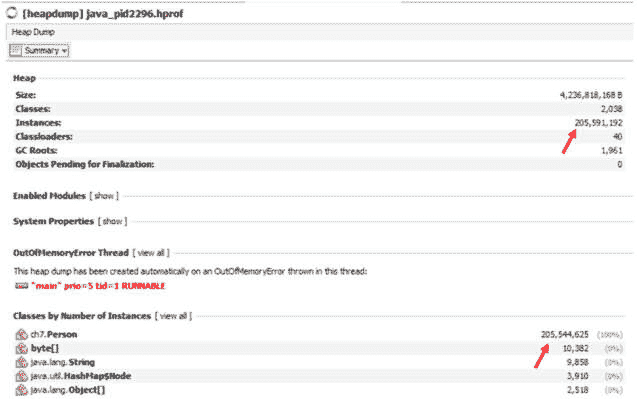 [heapdump] java_pid2296.hprof
Heap Dump
Summary
Heap
Size: 4,236,818,168 B
Classes: 2,038
Instances: 205,591,192
Classloaders: 40
GC Roots: 1,961
Objects Pending for Finalization: 0
Enabled Modules [ show ]
System Properties [ show ]
OutOfMemoryError Thread [ view all ]
This heap dump has been created automatically on an OutOfMemoryError thrown in this thread:
"main" prio=5 tid=1 RUNNABLE
Classes by Number of Instances [ view all ]
ch7.Person 205,544,625 (100%)
byte[] 10,382 (0%)
java.lang.String 9,858 (0%)
java.util.HashMap$Node 3,910 (0%)
java.lang.Object[] 2,518 (0%)